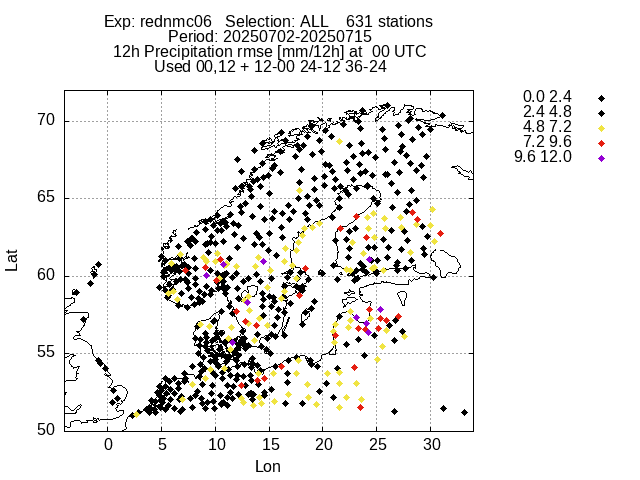 Exp: rednmc06 Selection: ALL 631 stations
Period: 20250702-20250715
12h Precipitation rmse [mm/12h] at 00 UTC
Used 00,12 + 12-00 24-12 36-24
0.0 2.4
2.4 4.8
4.8 7.2
7.2 9.6
9.6 12.0
70
65
60
55
50
Lat
0 5 10 15 20 25 30
Lon